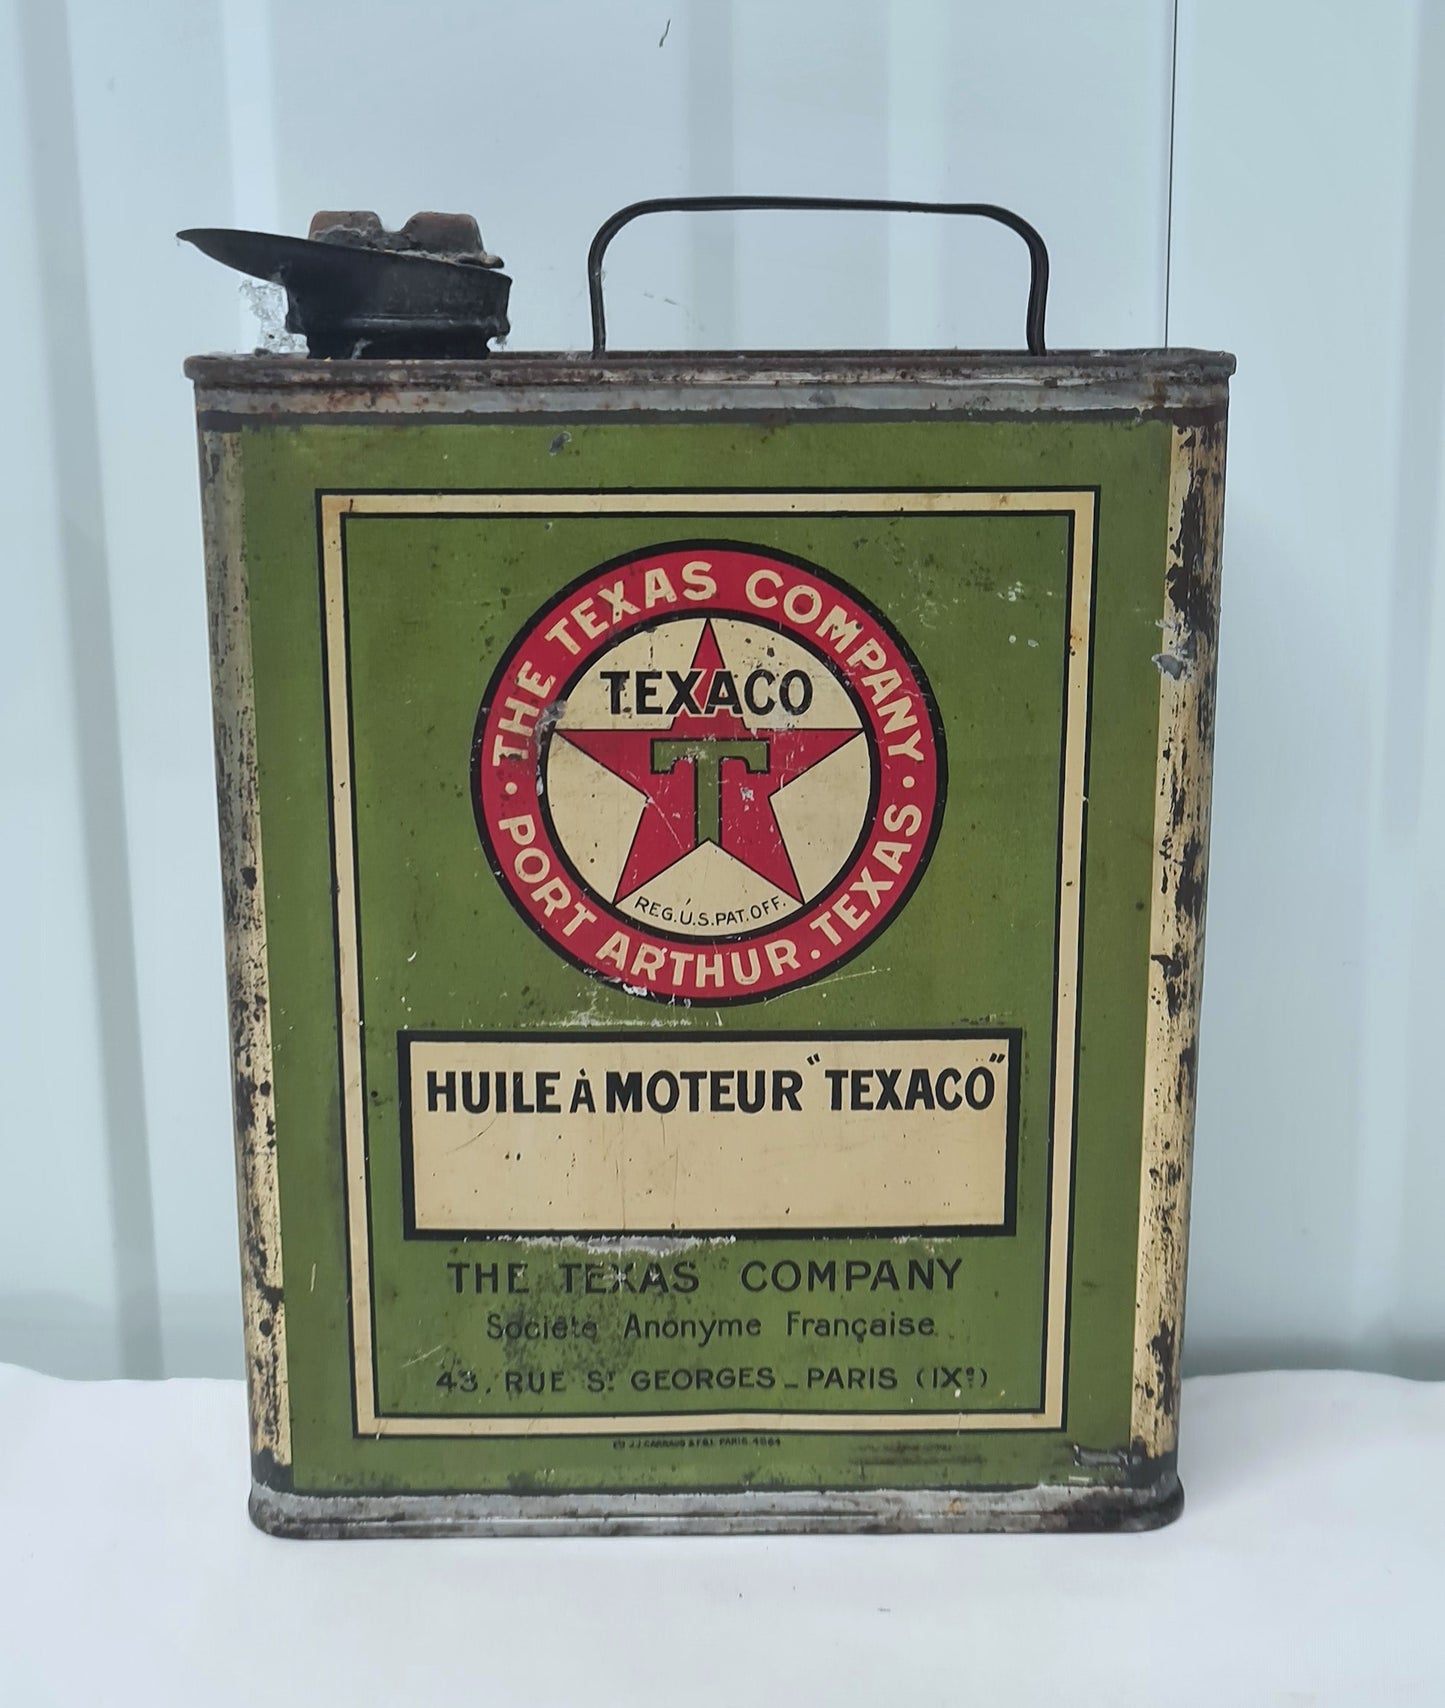 · THE TEXAS COMPANY ·
TEXACO
T
REG. U.S. PAT. OFF.
PORT ARTHUR. TEXAS
HUILE À MOTEUR "TEXACO"
THE TEXAS COMPANY
Société Anonyme Française
43, RUE ST GEORGES _ PARIS (IXe)
PARIS